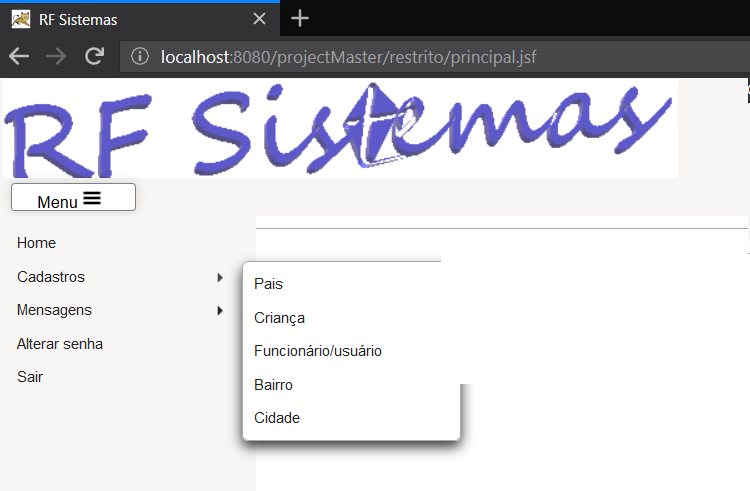 RF Sistemas
localhost:8080/projectMaster/restrito/principal.jsf
RF Sistemas
Menu
Home
Cadastros
Mensagens
Alterar senha
Sair
Pais
Criança
Funcionário/usuário
Bairro
Cidade